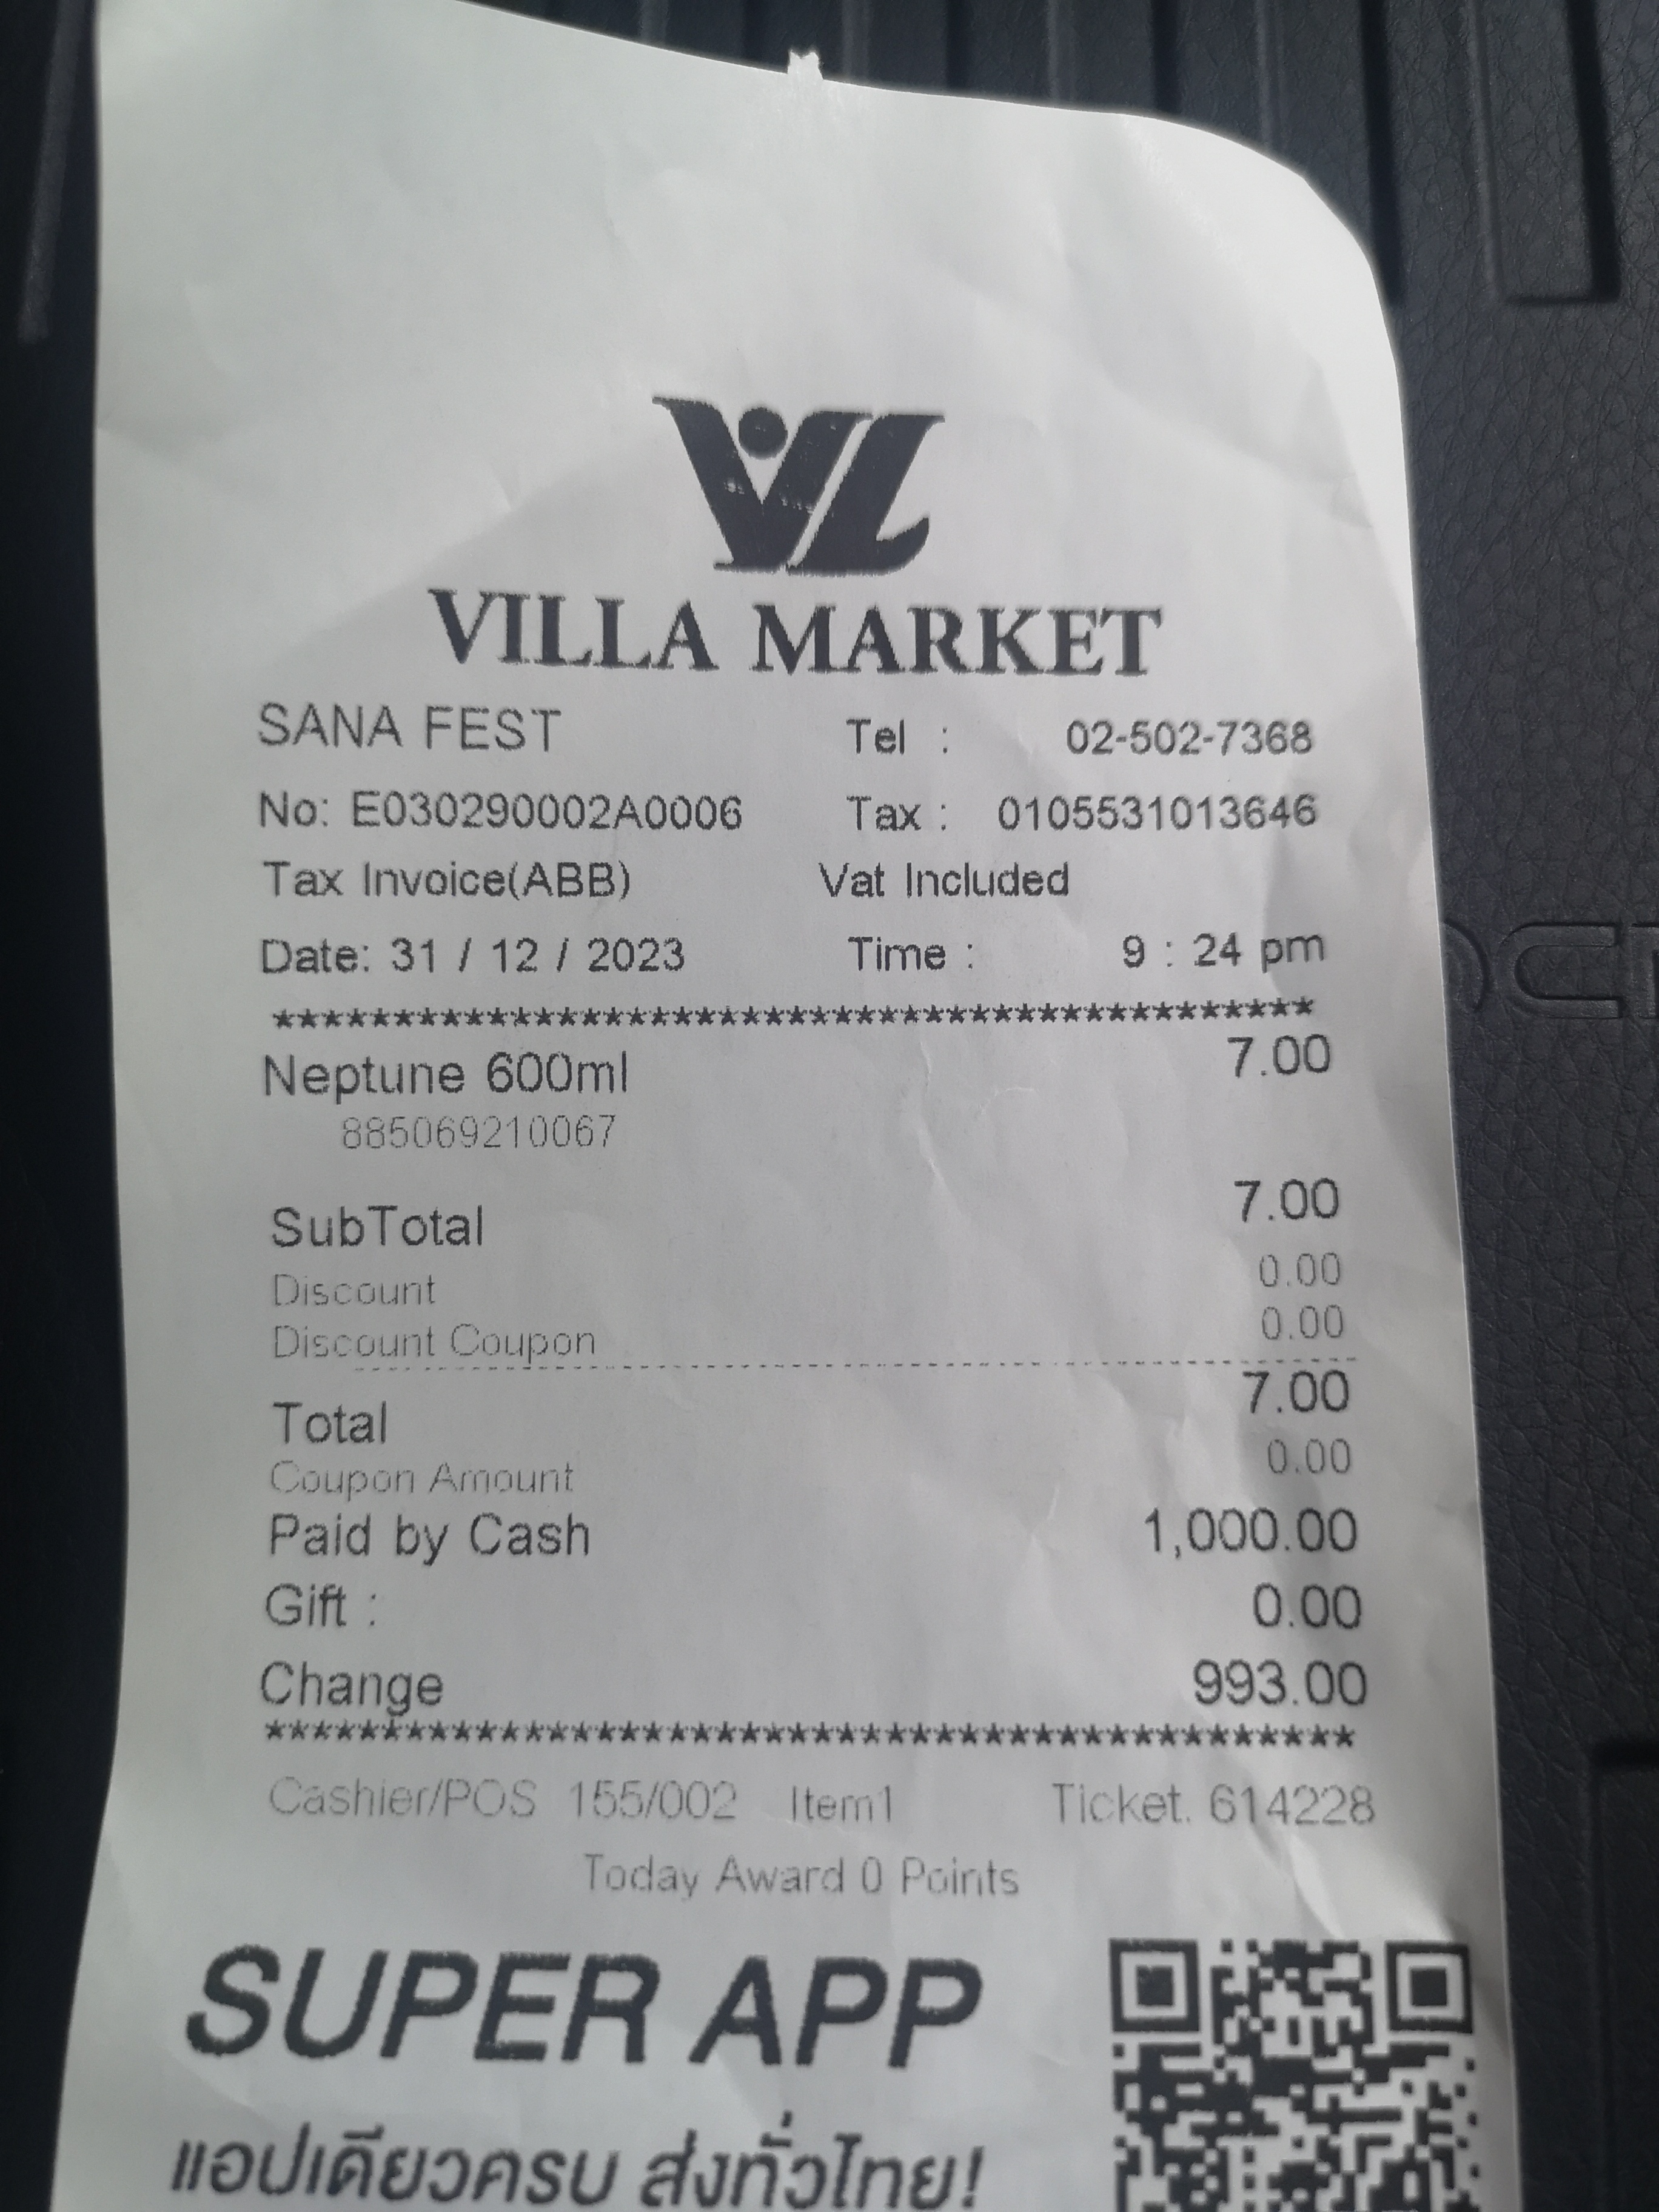 VL
VILLA MARKET
SANA FEST Tel : 02-502-7368
No: E030290002A0006 Tax : 0105531013646
Tax Invoice(ABB) Vat Included
Date: 31 / 12 / 2023 Time : 9 : 24 pm
********************************************
Neptune 600ml 7.00
885069210067
SubTotal 7.00
Discount 0.00
Discount Coupon 0.00
Total 7.00
Coupon Amount 0.00
Paid by Cash 1,000.00
Gift : 0.00
Change 993.00
********************************************
Cashier/POS 155/002 Item1 Ticket. 614228
Today Award 0 Points
SUPER APP
แอปเดียวครบ ส่งทั่วไทย!